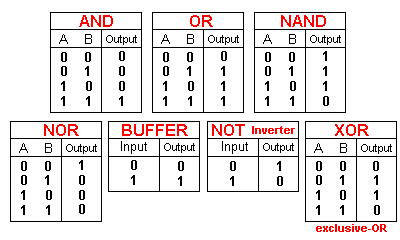 AND
A B Output
0 0 0
0 1 0
1 0 0
1 1 1
OR
A B Output
0 0 0
0 1 1
1 0 1
1 1 1
NAND
A B Output
0 0 1
0 1 1
1 0 1
1 1 0
NOR
A B Output
0 0 1
0 1 0
1 0 0
1 1 0
BUFFER
Input Output
0 0
1 1
NOT Inverter
Input Output
0 1
1 0
XOR
A B Output
0 0 0
0 1 1
1 0 1
1 1 0
exclusive-OR